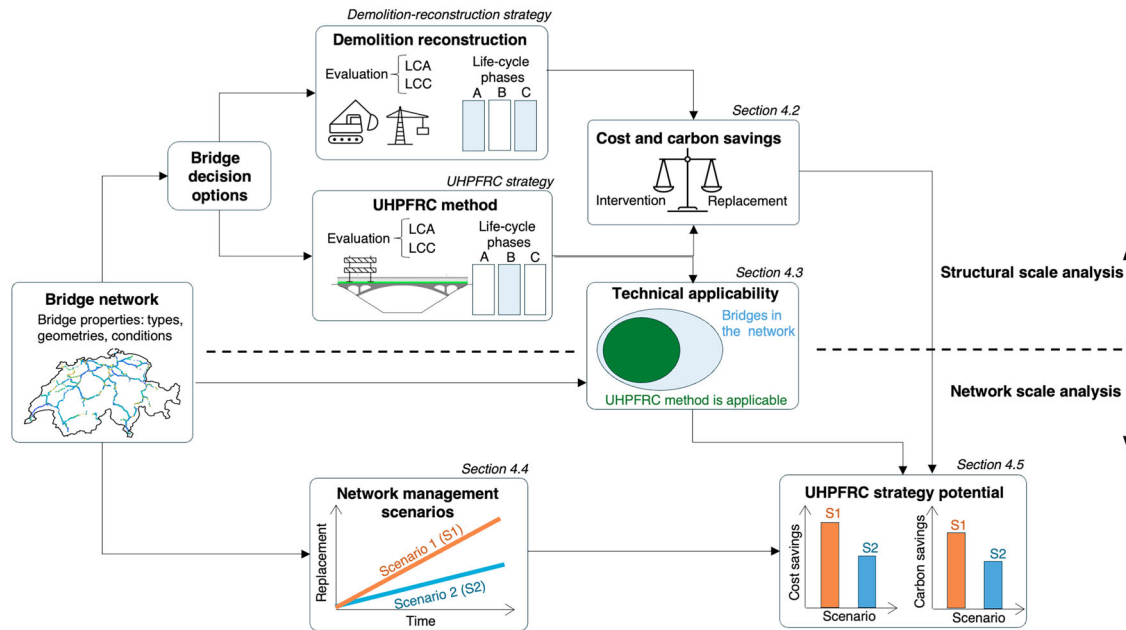 Demolition-reconstruction strategy
Demolition reconstruction
Evaluation
LCA
LCC
Life-cycle
phases
A B C
Section 4.2
Cost and carbon savings
Intervention Replacement
Bridge
decision
options
UHPFRC strategy
UHPFRC method
Evaluation
LCA
LCC
Life-cycle
phases
A B C
Section 4.3
Technical applicability
Bridges in
the network
UHPFRC method is applicable
Structural scale analysis
Network scale analysis
Bridge network
Bridge properties: types,
geometries, conditions
Section 4.4
Network management
scenarios
Replacement
Scenario 1 (S1)
Scenario 2 (S2)
Time
Section 4.5
UHPFRC strategy potential
Cost savings
S1
S2
Scenario
Carbon savings
S1
S2
Scenario